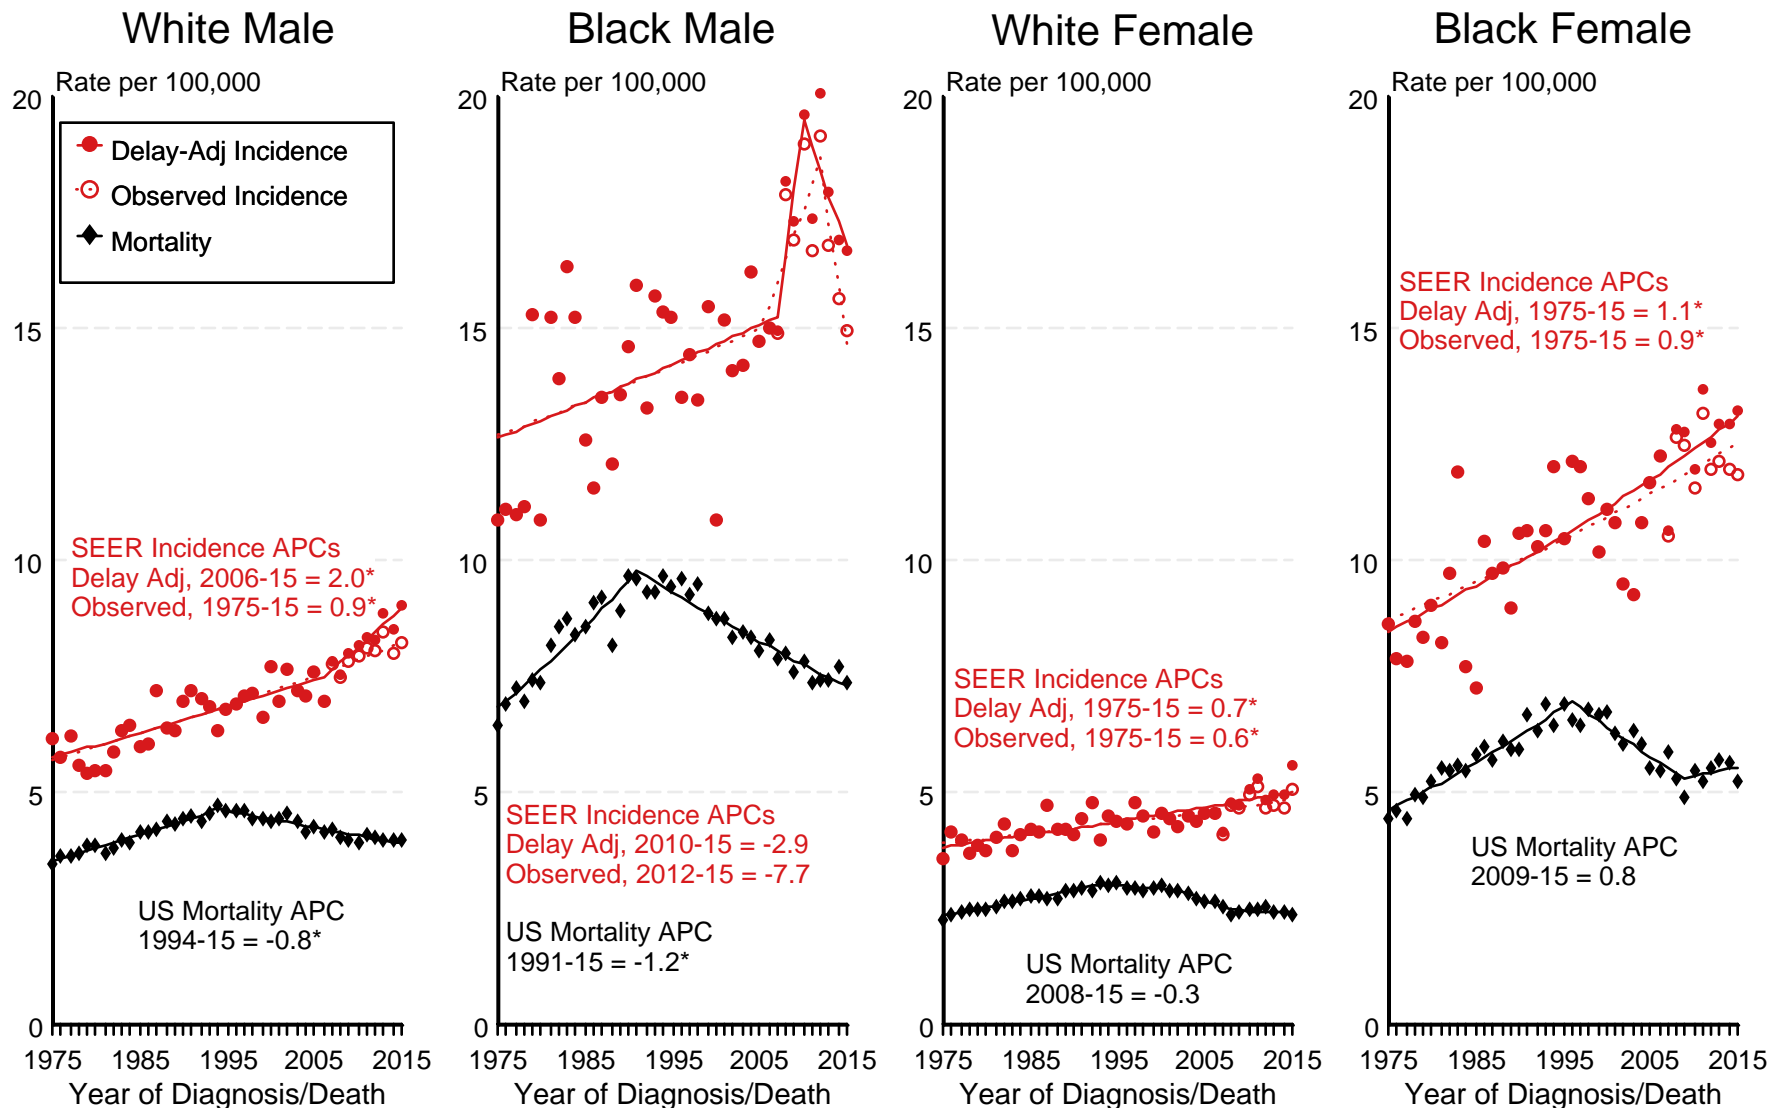 White Male
Rate per 100,000
20
15
10
5
0
Delay-Adj Incidence
Observed Incidence
Mortality
SEER Incidence APCs
Delay Adj, 2006-15 = 2.0*
Observed, 1975-15 = 0.9*
US Mortality APC
1994-15 = -0.8*
1975 1985 1995 2005 2015
Year of Diagnosis/Death
Black Male
Rate per 100,000
20
15
10
5
0
SEER Incidence APCs
Delay Adj, 2010-15 = -2.9
Observed, 2012-15 = -7.7
US Mortality APC
1991-15 = -1.2*
1975 1985 1995 2005 2015
Year of Diagnosis/Death
White Female
Rate per 100,000
20
15
10
5
0
SEER Incidence APCs
Delay Adj, 1975-15 = 0.7*
Observed, 1975-15 = 0.6*
US Mortality APC
2008-15 = -0.3
1975 1985 1995 2005 2015
Year of Diagnosis/Death
Black Female
Rate per 100,000
20
15
10
5
0
SEER Incidence APCs
Delay Adj, 1975-15 = 1.1*
Observed, 1975-15 = 0.9*
US Mortality APC
2009-15 = 0.8
1975 1985 1995 2005 2015
Year of Diagnosis/Death